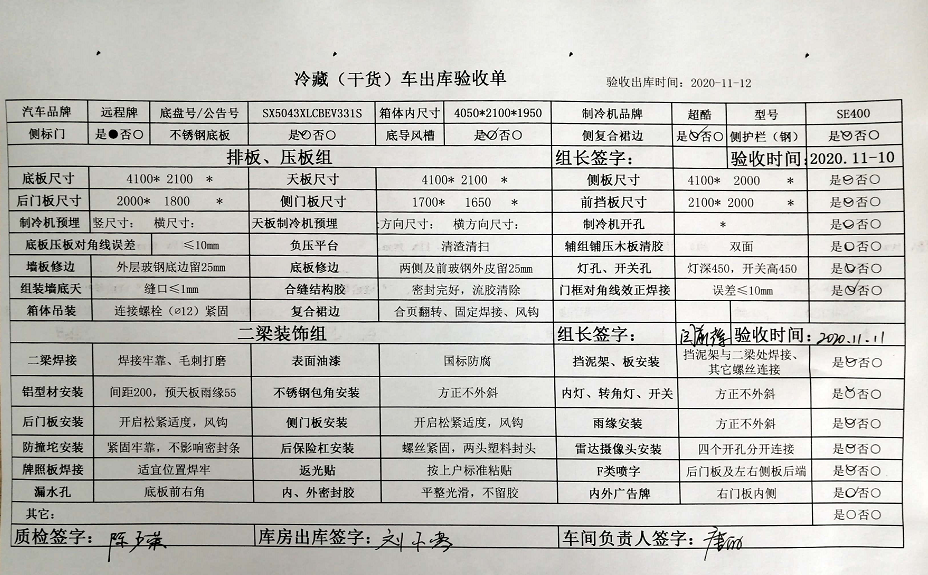 冷藏（干货）车出库验收单 验收出库时间：2020-11-12
汽车品牌 远程牌 底盘号/公告号 SX5043XLCBEV331S 箱体内尺寸 4050*2100*1950 制冷机品牌 超酷 型号 SE400
侧标门 是●否○ 不锈钢底板 是○否○ 底导风槽 是○否○ 侧复合裙边 是○否○ 侧护栏（钢） 是○否○
排板、压板组 组长签字： 验收时间：2020.11-10
底板尺寸 4100* 2100 * 天板尺寸 4100* 2100 * 侧板尺寸 4100* 2000 * 是○否○
后门板尺寸 2000* 1800 * 侧门板尺寸 1700* 1650 * 前挡板尺寸 2100* 2000 * 是○否○
制冷机预埋 竖尺寸： 横尺寸： 天板制冷机预埋 方向尺寸： 横方向尺寸： 制冷机开孔 * 是○否○
底板压板对角线误差 ≤10mm 负压平台 清渣清扫 辅组铺压木板清胶 双面 是○否○
墙板修边 外层玻钢底边留25mm 底板修边 两侧及前玻钢外皮留25mm 灯孔、开关孔 灯深450，开关高450 是○否○
组装墙底天 缝口≤1mm 合缝结构胶 密封完好，流胶清除 门框对角线效正焊接 误差≤10mm 是○否○
箱体吊装 连接螺栓（∅12）紧固 复合裙边 合页翻转、固定焊接、风钩
二梁装饰组 组长签字： 验收时间：2020.11.11
二梁焊接 焊接牢靠、毛刺打磨 表面油漆 国标防腐 挡泥架、板安装 挡泥架与二梁处焊接、其它螺丝连接 是○否○
铝型材安装 间距200，预天板雨缘55 不锈钢包角安装 方正不外斜 内灯、转角灯、开关 方正不外斜 是○否○
后门板安装 开启松紧适度，风钩 侧门板安装 开启松紧适度，风钩 雨缘安装 方正不外斜 是○否○
防撞坨安装 紧固牢靠，不影响密封条 后保险杠安装 螺丝紧固，两头塑料封头 雷达摄像头安装 四个开孔分开连接 是○否○
牌照板焊接 适宜位置焊牢 返光贴 按上户标准粘贴 F类喷字 后门板及左右侧板后端 是○否○
漏水孔 底板前右角 内、外密封胶 平整光滑，不留胶 内外广告牌 右门板内侧 是○否○
其它： 是○否○
质检签字： 库房出库签字： 车间负责人签字：